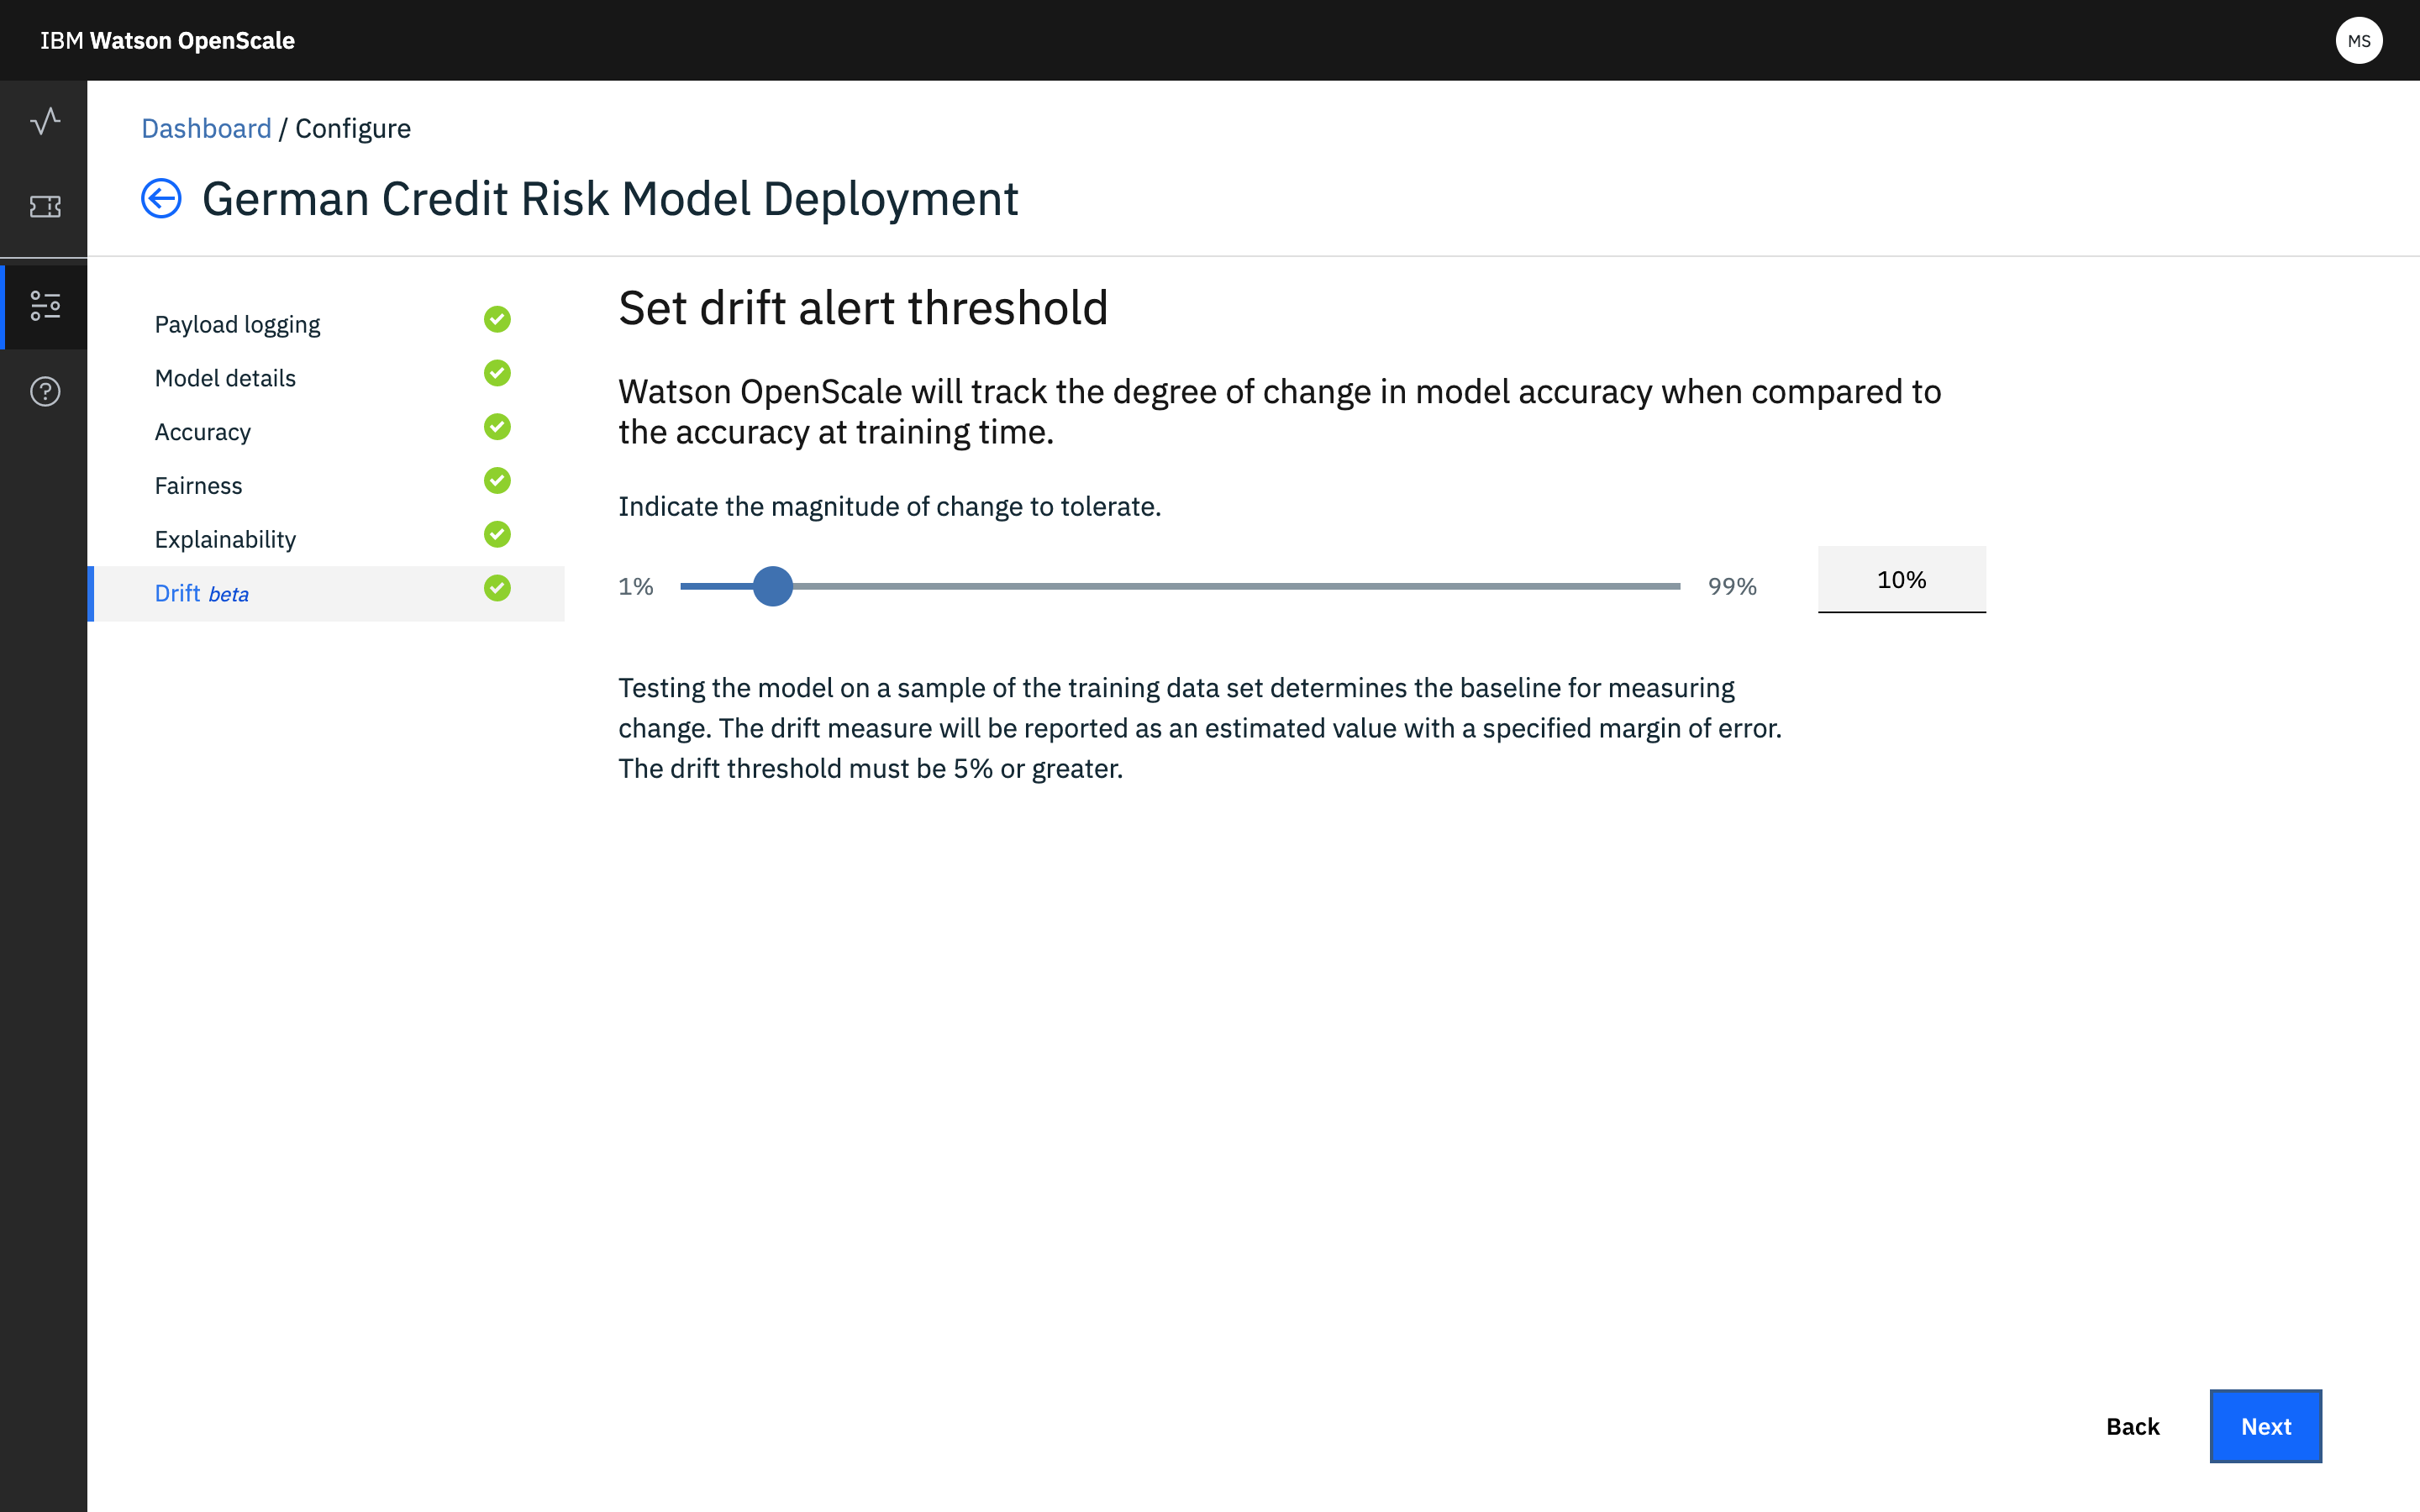 IBM Watson OpenScale
MS
Dashboard / Configure
German Credit Risk Model Deployment
Payload logging
Model details
Accuracy
Fairness
Explainability
Drift beta
Set drift alert threshold
Watson OpenScale will track the degree of change in model accuracy when compared to
the accuracy at training time.
Indicate the magnitude of change to tolerate.
1%
99%
10%
Testing the model on a sample of the training data set determines the baseline for measuring
change. The drift measure will be reported as an estimated value with a specified margin of error.
The drift threshold must be 5% or greater.
Back
Next